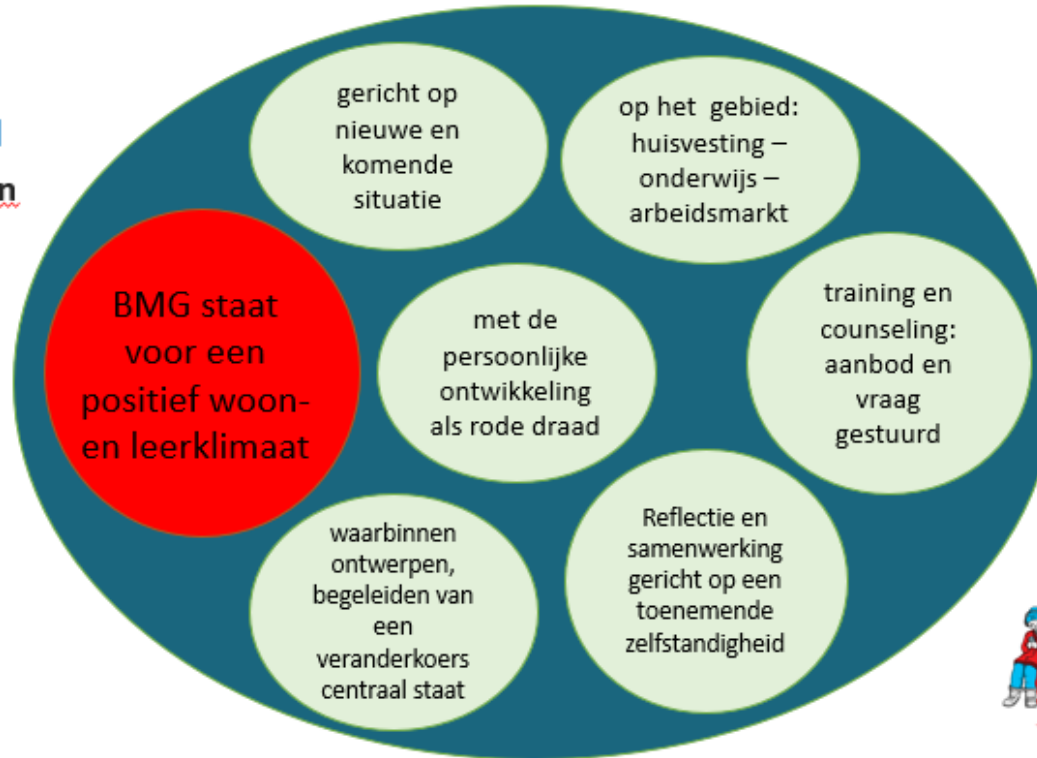 BMG staat
voor een
positief woon-
en leerklimaat
gericht op
nieuwe en
komende
situatie
op het gebied:
huisvesting –
onderwijs –
arbeidsmarkt
met de
persoonlijke
ontwikkeling
als rode draad
training en
counseling:
aanbod en
vraag
gestuurd
waarbinnen
ontwerpen,
begeleiden van
een
veranderkoers
centraal staat
Reflectie en
samenwerking
gericht op een
toenemende
zelfstandigheid